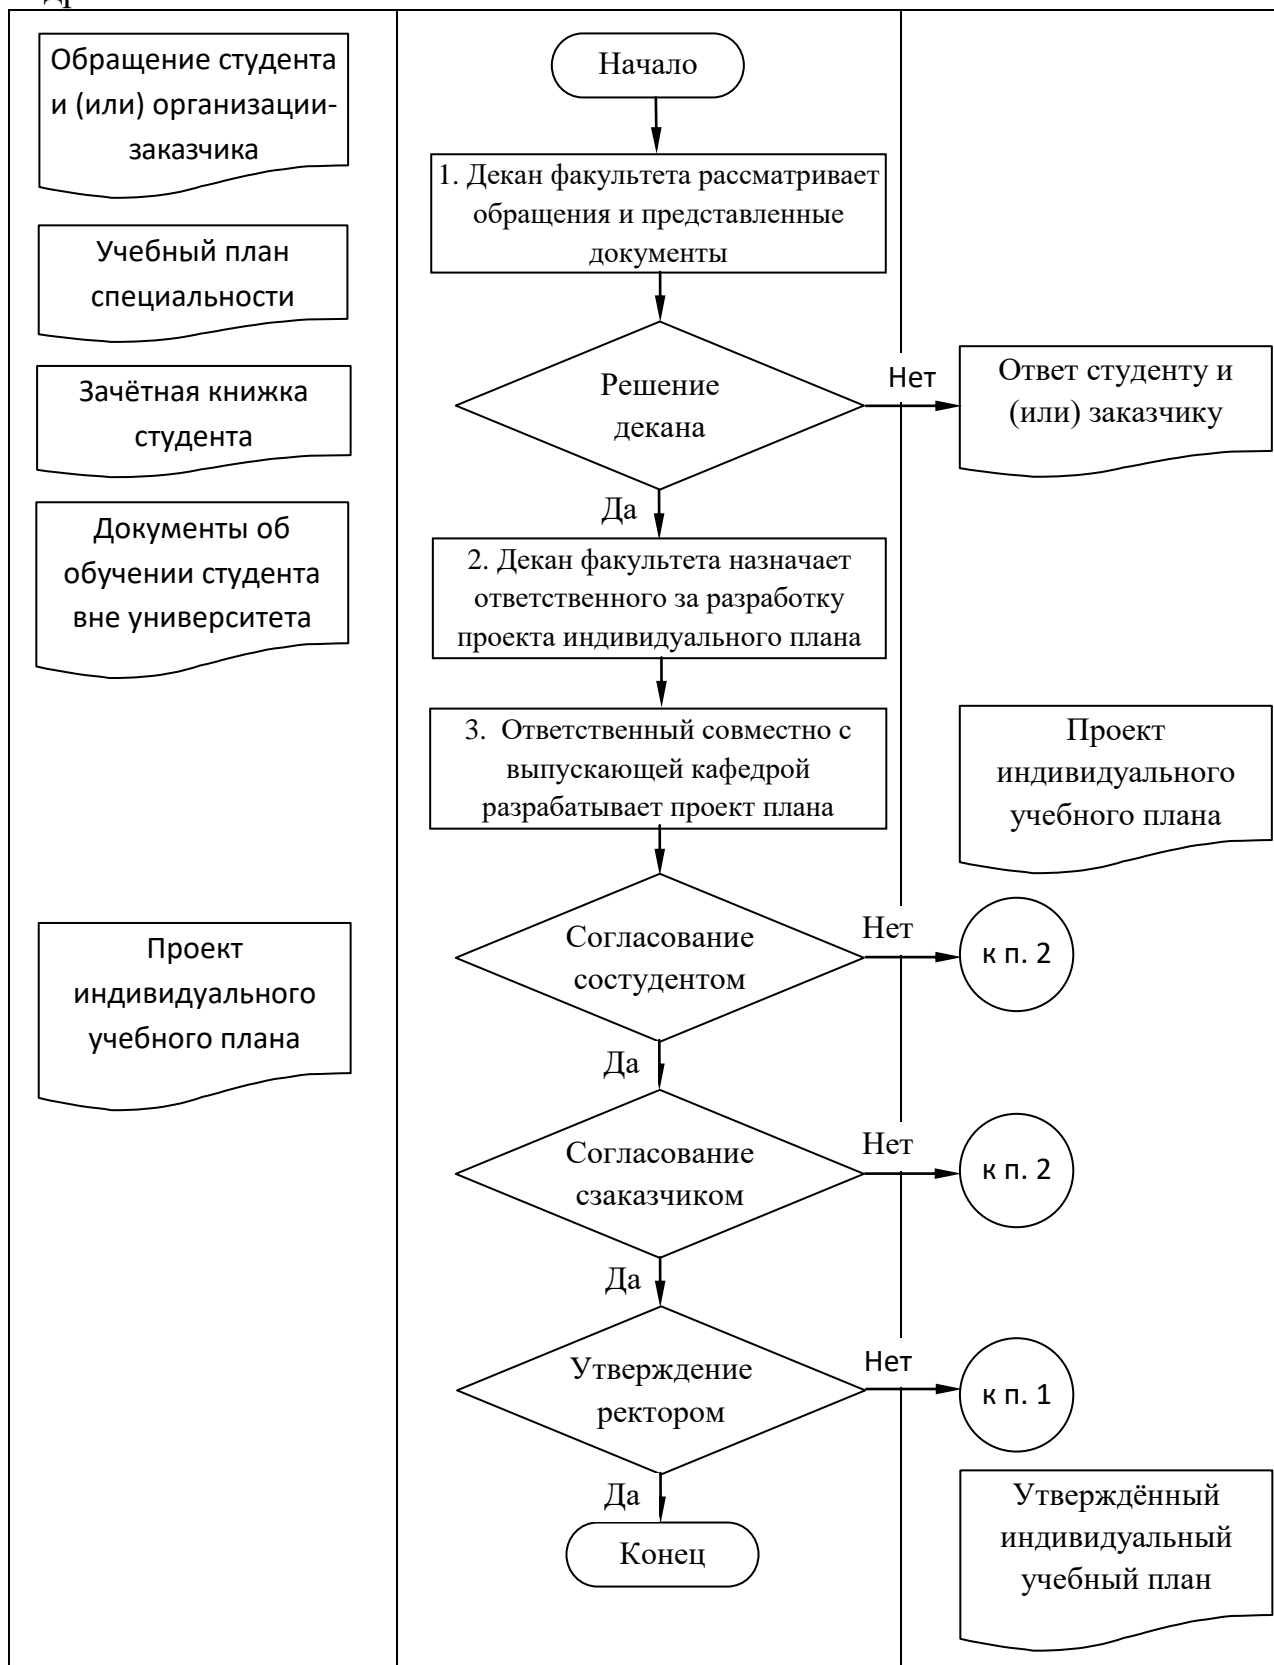 Обращение студента
и (или) организации-
заказчика
Учебный план
специальности
Зачётная книжка
студента
Документы об
обучении студента
вне университета
Проект
индивидуального
учебного плана
Начало
1. Декан факультета рассматривает
обращения и представленные
документы
Решение
декана
Нет
Да
2. Декан факультета назначает
ответственного за разработку
проекта индивидуального плана
3. Ответственный совместно с
выпускающей кафедрой
разрабатывает проект плана
Согласование
состудентом
Нет
Да
Согласование
сзаказчиком
Нет
Да
Утверждение
ректором
Нет
Да
Конец
Ответ студенту и
(или) заказчику
Проект
индивидуального
учебного плана
к п. 2
к п. 2
к п. 1
Утверждённый
индивидуальный
учебный план